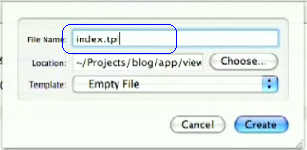 File Name: index.tp
Location: ~/Projects/blog/app/view Choose...
Template: Empty File
Cancel Create